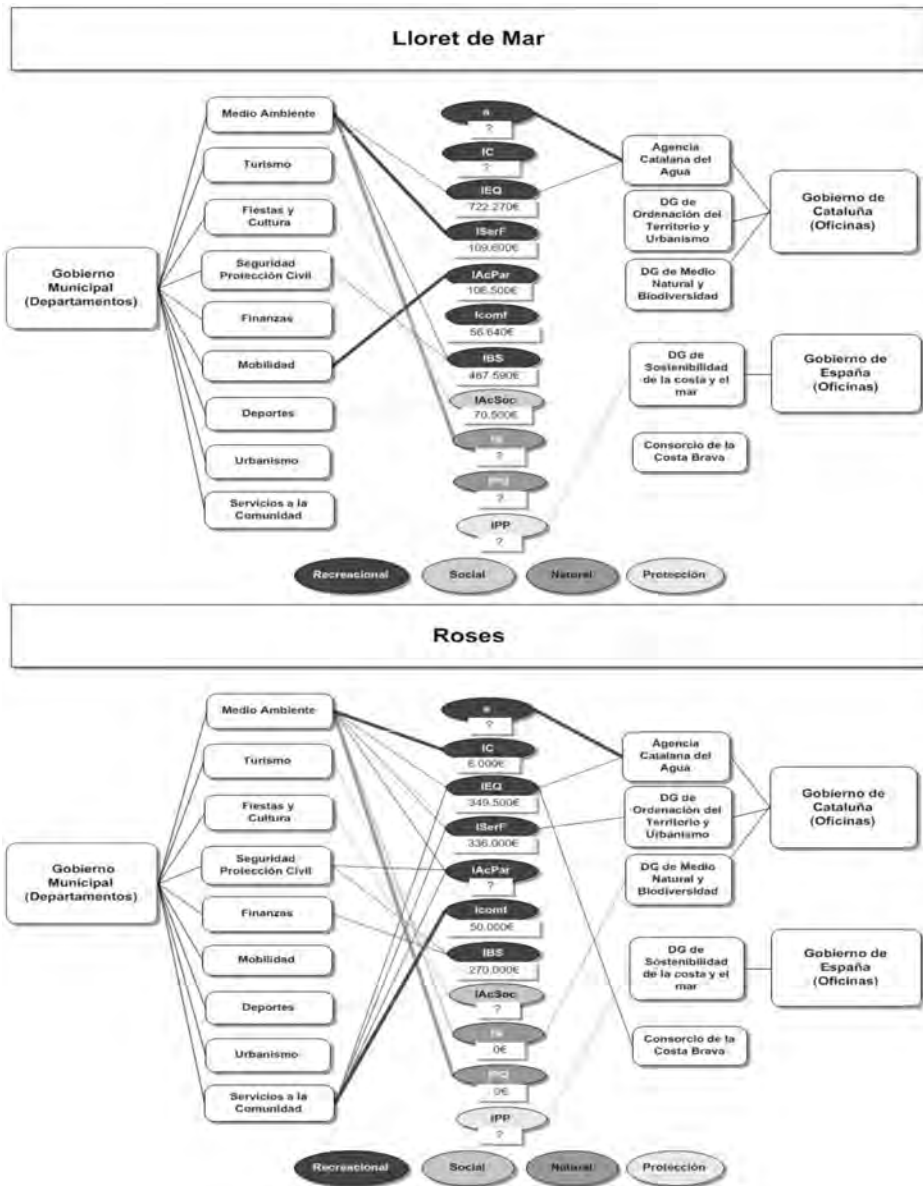 Lloret de Mar
Gobierno
Municipal
(Departamentos)
Medio Ambiente
Turismo
Fiestas y
Cultura
Seguridad
Protección Civil
Finanzas
Mobilidad
Deportes
Urbanismo
Servicios a la
Comunidad
a
?
IC
?
IEQ
722.270€
ISerF
109.600€
IAcPar
106.500€
Icomf
56.640€
IBS
467.590€
IAcSoc
70.500€
?
?
IPP
?
Agencia
Catalana del
Agua
DG de
Ordenación del
Territorio y
Urbanismo
DG de Medio
Natural y
Biodiversidad
DG de
Sostenibilidad
de la costa y el
mar
Consorcio de la
Costa Brava
Gobierno de
Cataluña
(Oficinas)
Gobierno de
España
(Oficinas)
Recreacional
Social
Natural
Protección
Roses
Gobierno
Municipal
(Departamentos)
Medio Ambiente
Turismo
Fiestas y
Cultura
Seguridad
Protección Civil
Finanzas
Mobilidad
Deportes
Urbanismo
Servicios a la
Comunidad
a
?
IC
6.000€
IEQ
349.500€
ISerF
336.000€
IAcPar
?
Icomf
50.000€
IBS
270.000€
IAcSoc
?
0€
0€
IPP
?
Agencia
Catalana del
Agua
DG de
Ordenación del
Territorio y
Urbanismo
DG de Medio
Natural y
Biodiversidad
DG de
Sostenibilidad
de la costa y el
mar
Consorcio de la
Costa Brava
Gobierno de
Cataluña
(Oficinas)
Gobierno de
España
(Oficinas)
Recreacional
Social
Natural
Protección